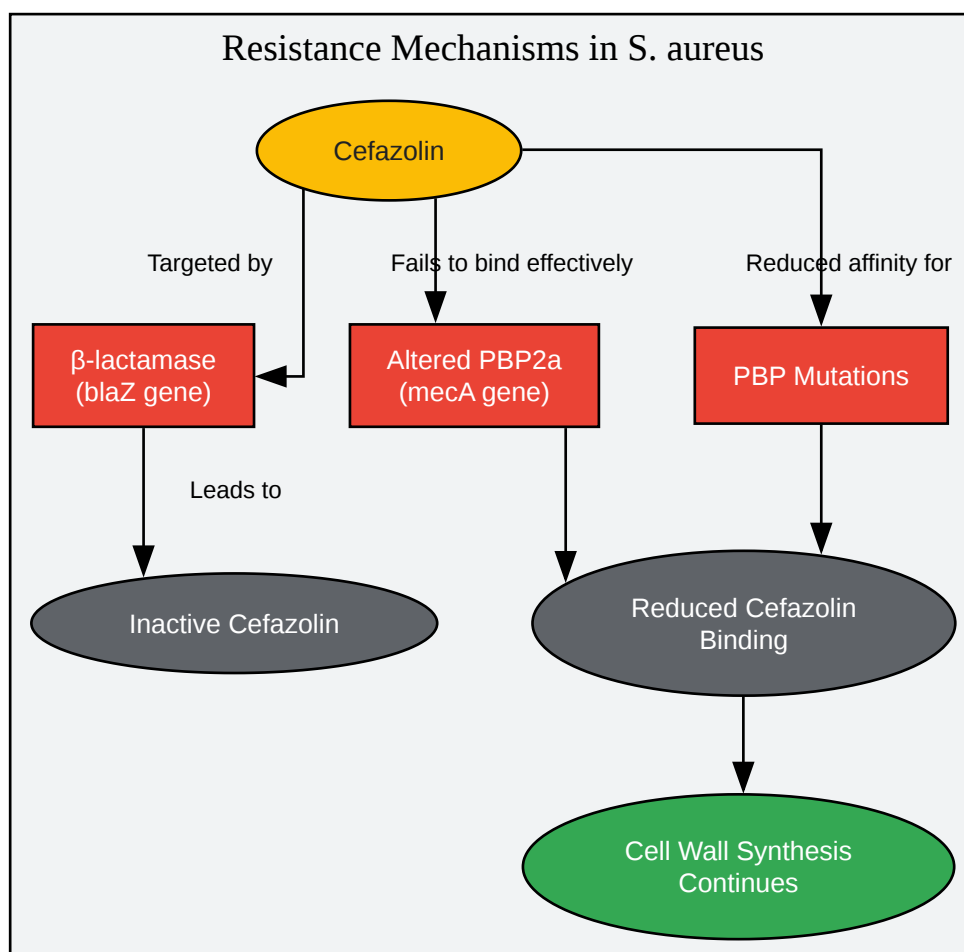 Resistance Mechanisms in S. aureus
Cefazolin
Targeted by
Fails to bind effectively
Reduced affinity for
β-lactamase
(blaZ gene)
Altered PBP2a
(mecA gene)
PBP Mutations
Leads to
Inactive Cefazolin
Reduced Cefazolin
Binding
Cell Wall Synthesis
Continues